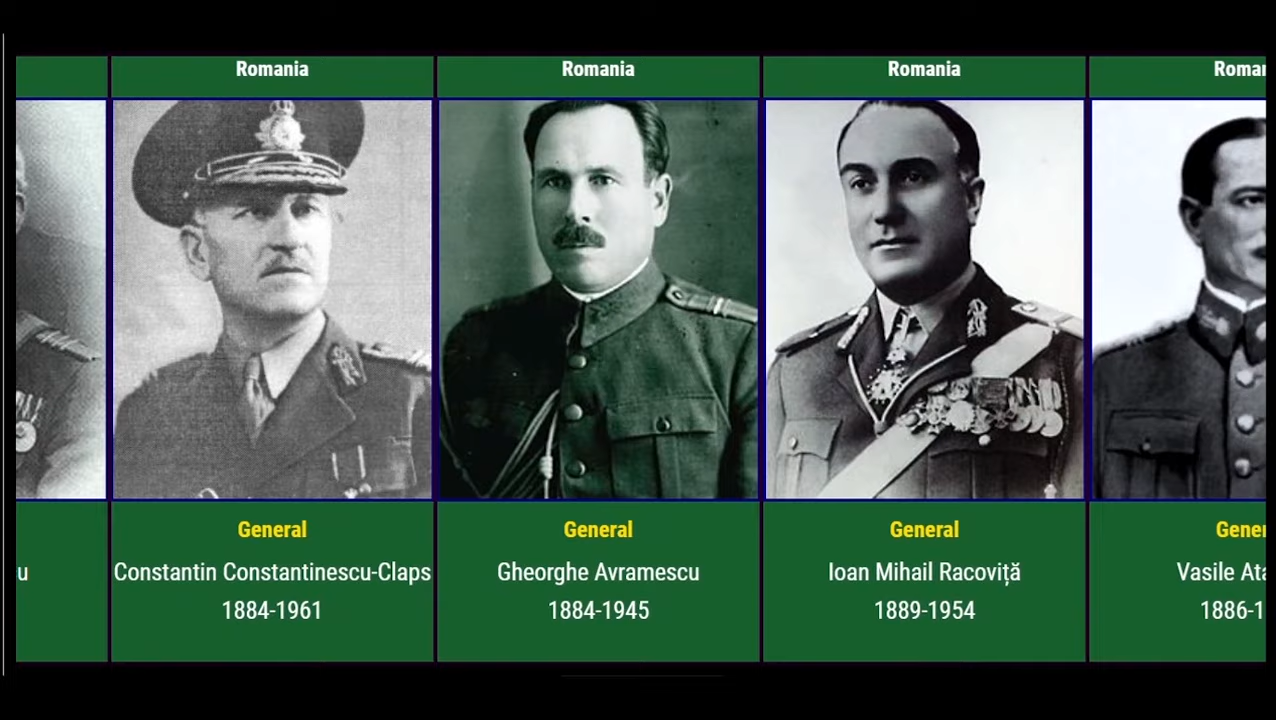 Romania
Romania
Romania
General
Constantin Constantinescu-Claps
1884-1961
General
Gheorghe Avramescu
1884-1945
General
Ioan Mihail Racoviță
1889-1954
Vasile